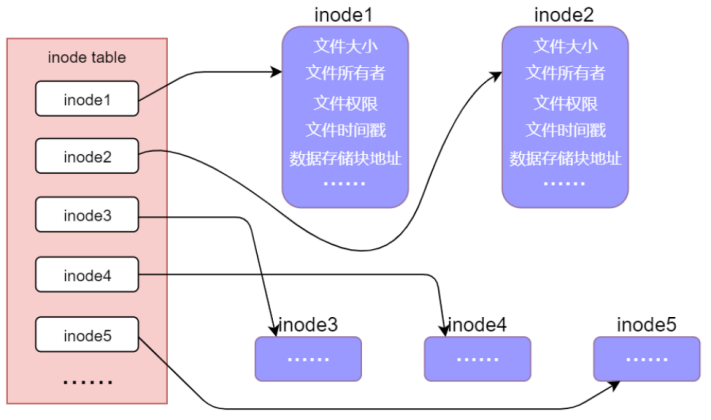 inode table
inode1
inode2
inode3
inode4
inode5
······
inode1
文件大小
文件所有者
文件权限
文件时间戳
数据存储块地址
······
inode2
文件大小
文件所有者
文件权限
文件时间戳
数据存储块地址
······
inode3
······
inode4
······
inode5
······